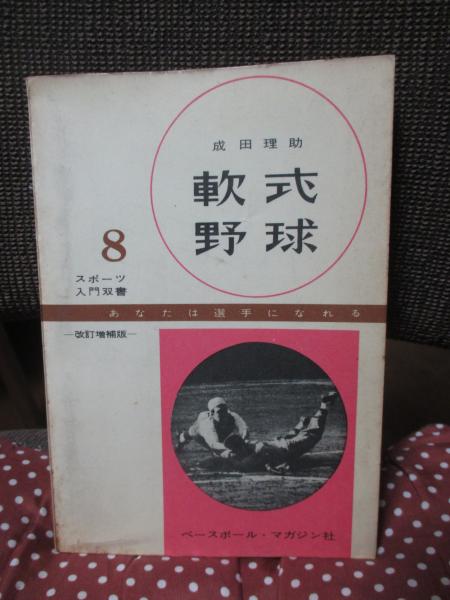 成田理助
軟式
野球
8
スポーツ
入門双書
あなたは選手になれる
—改訂増補版—
ベースボール・マガジン社